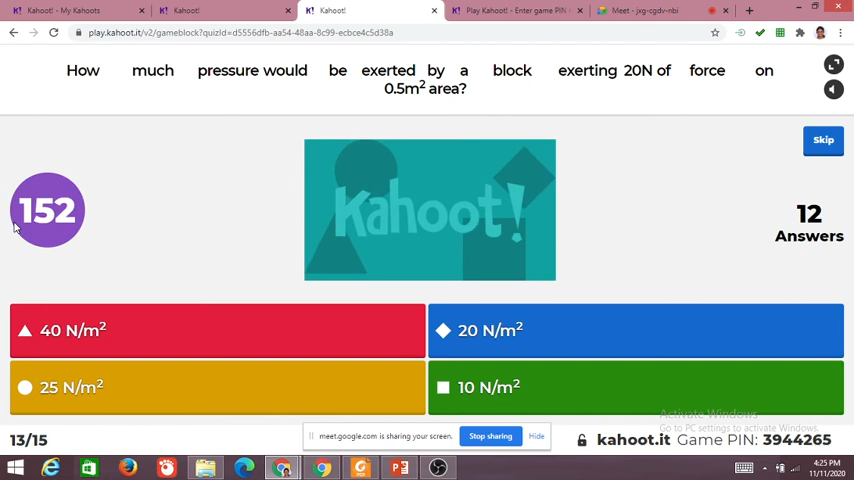 Kahoot! - My Kahoots
Kahoot!
Kahoot!
Play Kahoot! - Enter game PIN
Meet - jxg-cgdv-nbi
play.kahoot.it/v2/gameblock?quizId=d5556dfb-aa54-48aa-8c99-ecbce4c5d38a
How much pressure would be exerted by a block exerting 20N of force on
0.5m² area?
Skip
152
Kahoot!
12
Answers
40 N/m²
20 N/m²
25 N/m²
10 N/m²
Activate Windows
Go to PC settings to activate Windows.
13/15
meet.google.com is sharing your screen.
Stop sharing
Hide
kahoot.it Game PIN: 3944265
4:25 PM
11/11/2020